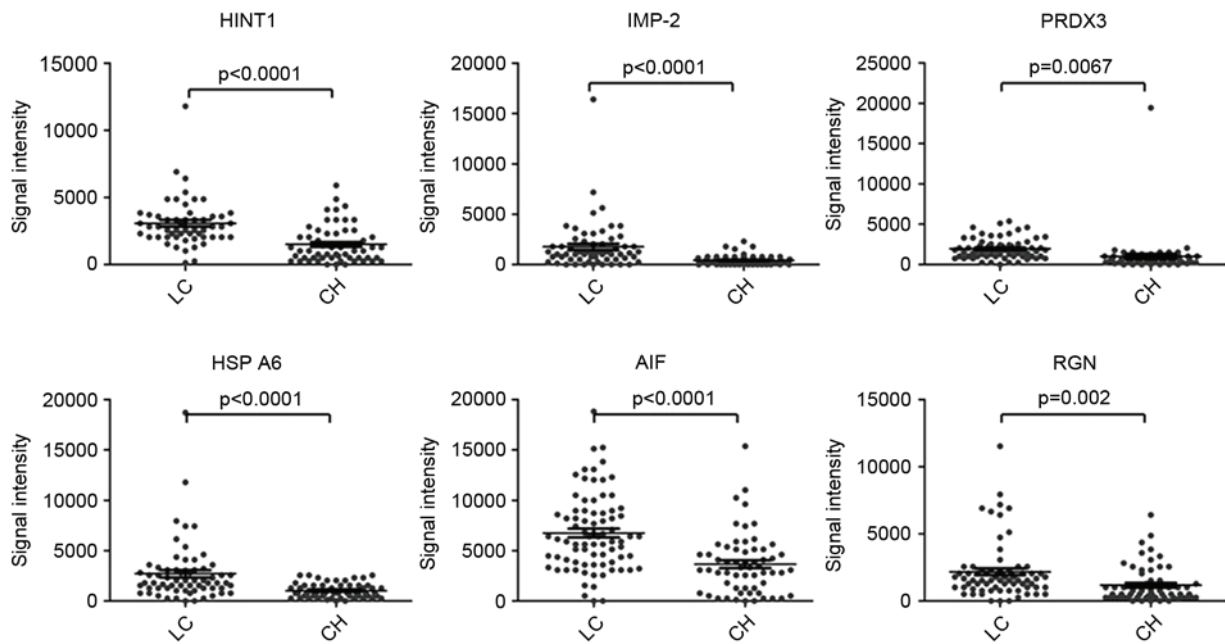 HINT1
15000
10000
5000
0
Signal intensity
p<0.0001
LC
CH
IMP-2
20000
15000
10000
5000
0
Signal intensity
p<0.0001
LC
CH
PRDX3
25000
20000
15000
10000
5000
0
Signal intensity
p=0.0067
LC
CH
HSP A6
20000
15000
10000
5000
0
Signal intensity
p<0.0001
LC
CH
AIF
20000
15000
10000
5000
0
Signal intensity
p<0.0001
LC
CH
RGN
15000
10000
5000
0
Signal intensity
p=0.002
LC
CH